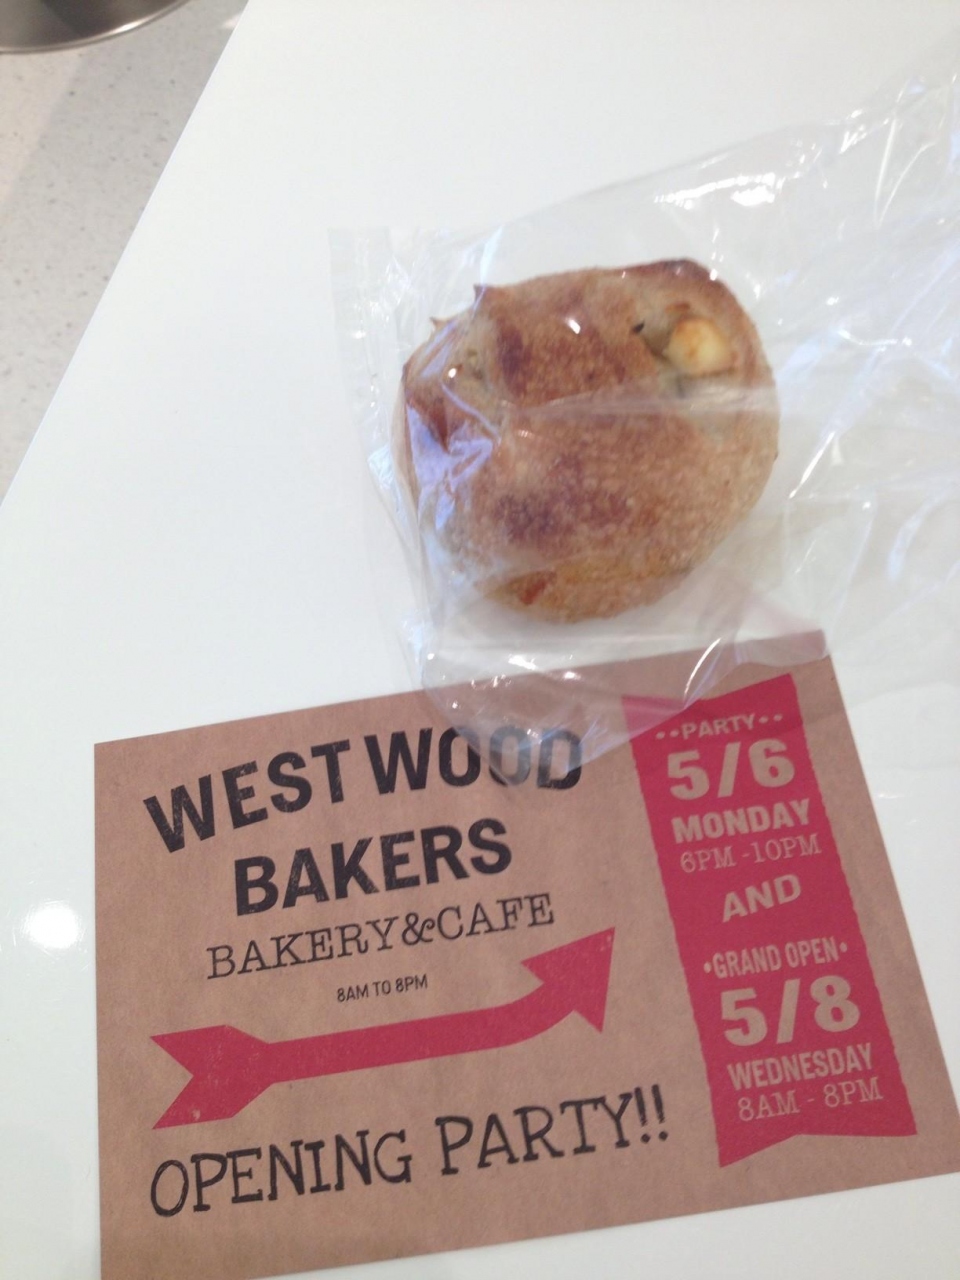 WEST WOOD
BAKERS
BAKERY&CAFE
8AM TO 8PM
OPENING PARTY!!
••PARTY••
5/6
MONDAY
6PM -10PM
AND
•GRAND OPEN•
5/8
WEDNESDAY
8AM - 8PM